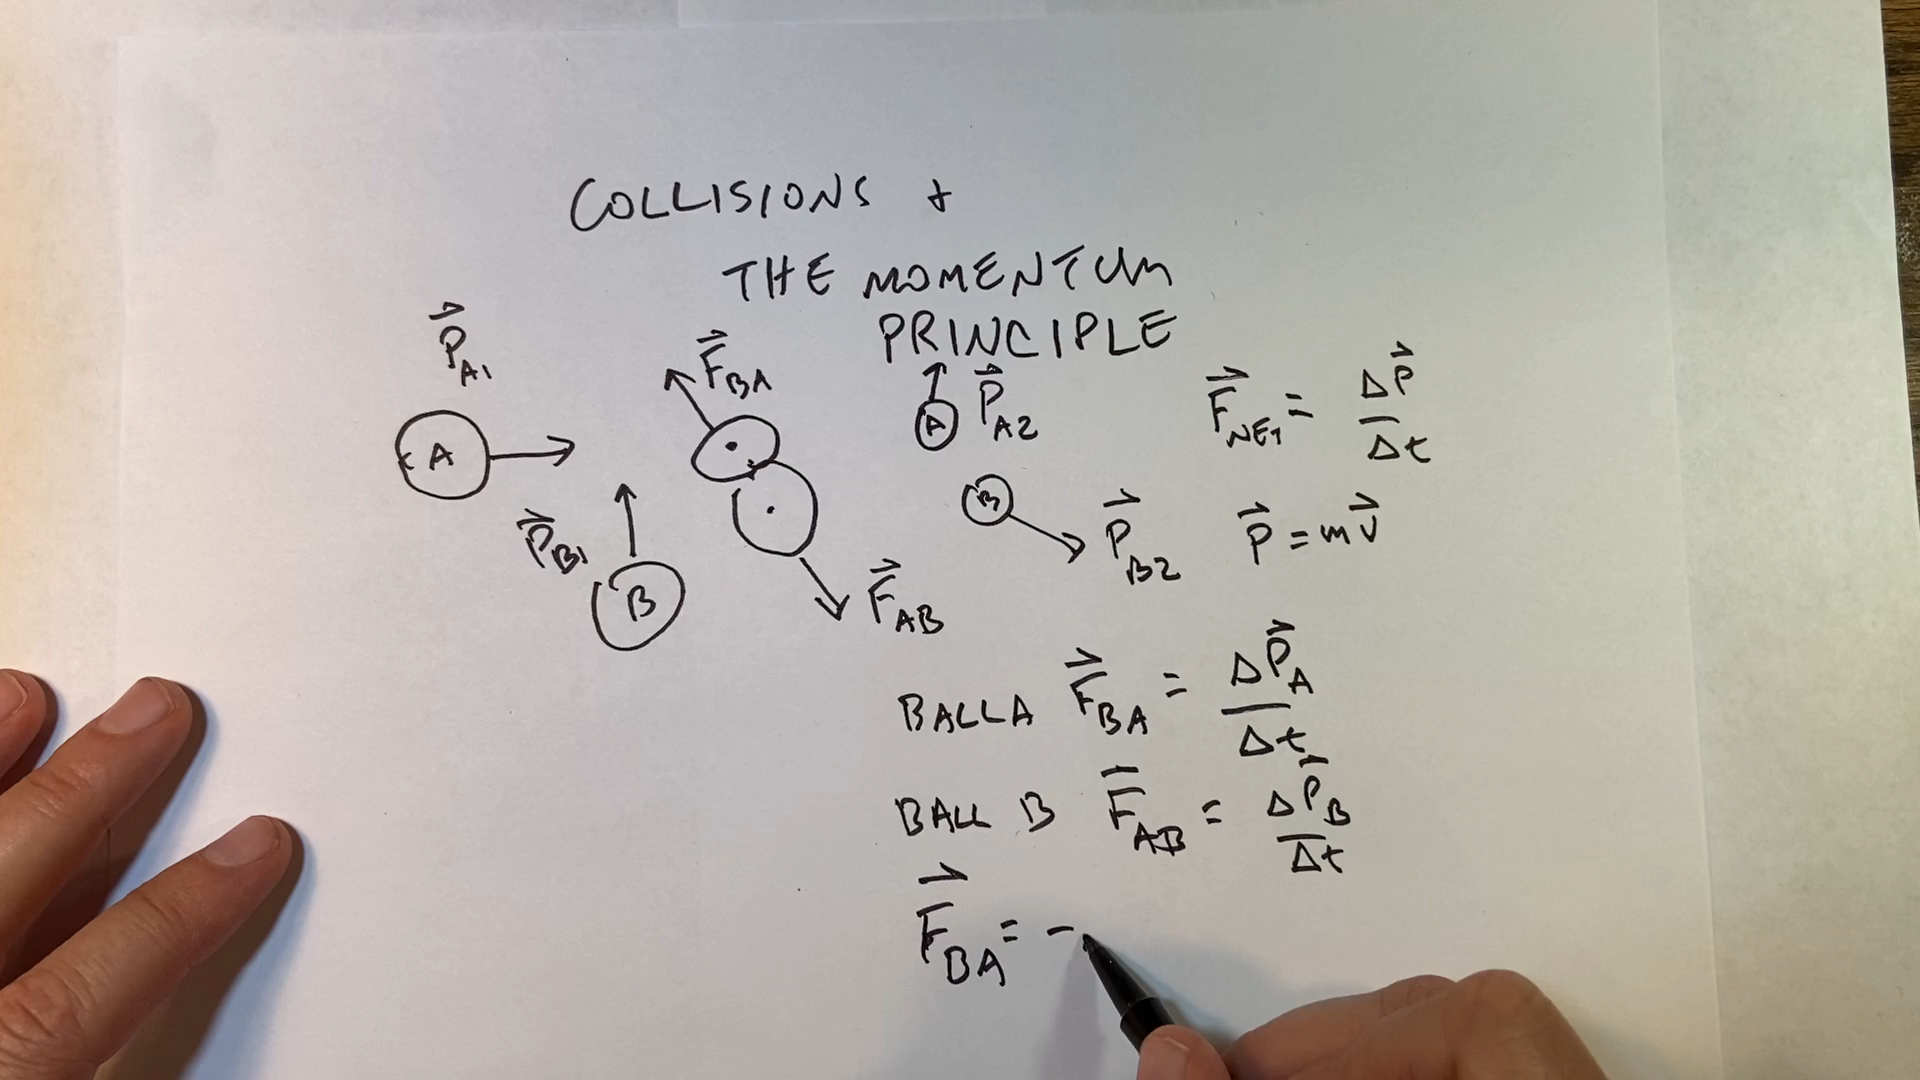 COLLISIONS +
THE MOMENTUM
PRINCIPLE
P⃗A1
A
P⃗B1
B
F⃗BA
F⃗AB
A
P⃗A2
B
P⃗B2
F⃗NET = ΔP⃗/Δt
P⃗ = mv⃗
BALL A F⃗BA = ΔP⃗A/Δt
BALL B F⃗AB = ΔP⃗B/Δt
F⃗BA = -